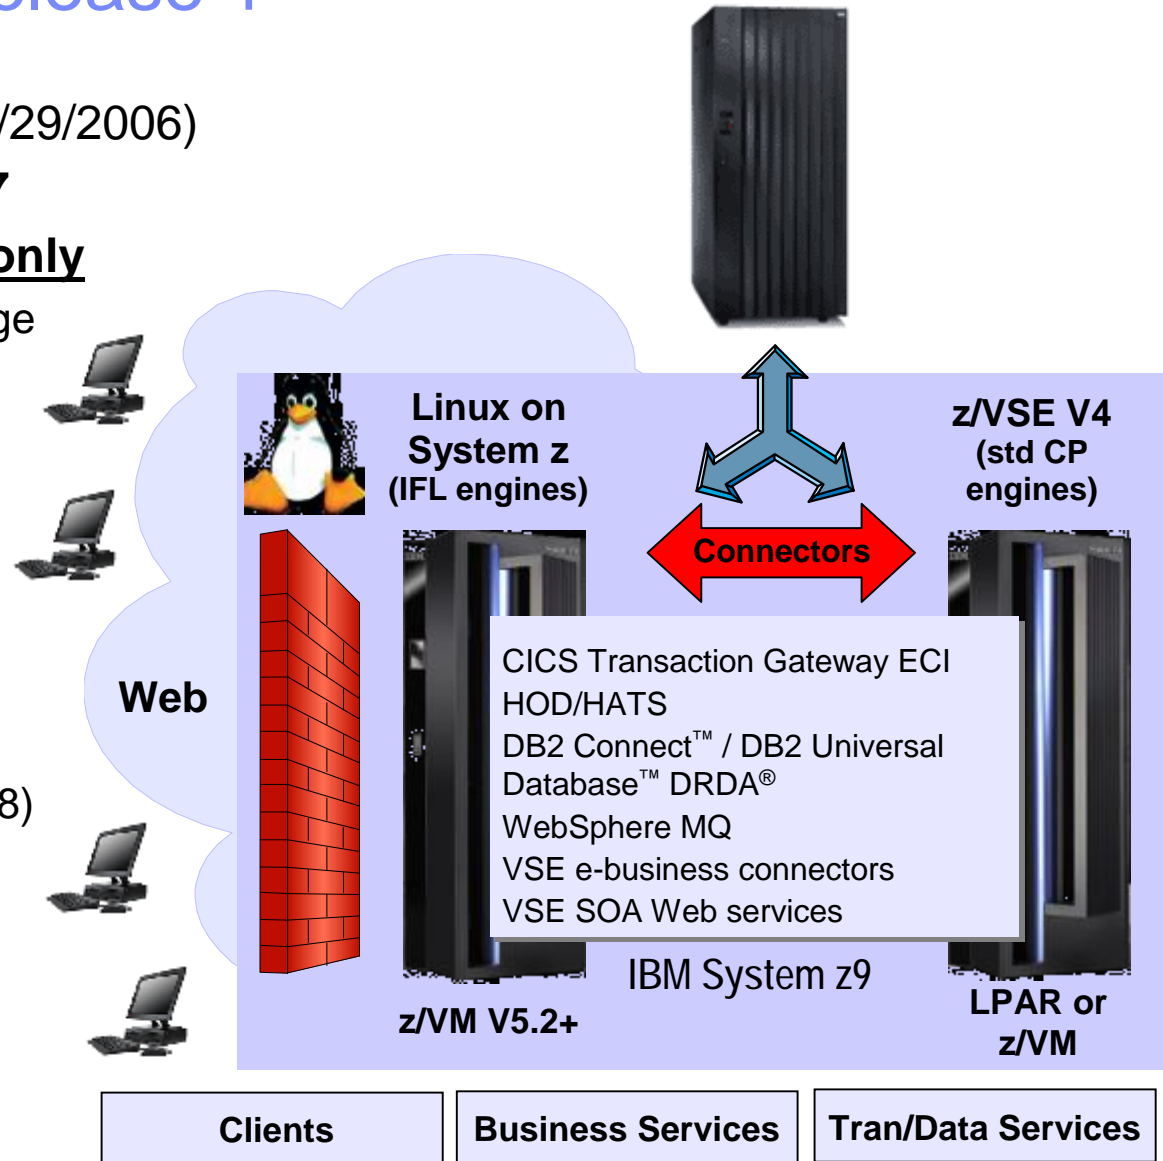 /29/2006)
only
Linux on
System z
(IFL engines)
z/VSE V4
(std CP
engines)
Connectors
Web
CICS Transaction Gateway ECI
HOD/HATS
DB2 Connect™ / DB2 Universal
Database™ DRDA®
WebSphere MQ
VSE e-business connectors
VSE SOA Web services
8)
IBM System z9
z/VM V5.2+
LPAR or
z/VM
Clients
Business Services
Tran/Data Services